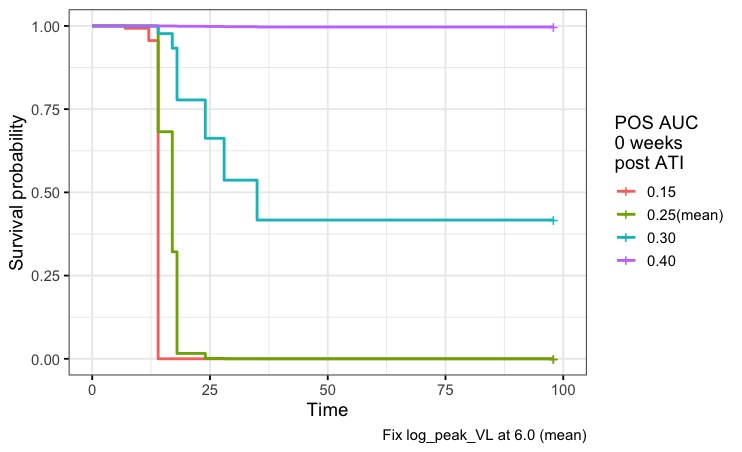 1.00
0.75
0.50
0.25
0.00
Survival probability
0
25
50
75
100
Time
Fix log_peak_VL at 6.0 (mean)
POS AUC
0 weeks
post ATI
0.15
0.25(mean)
0.30
0.40